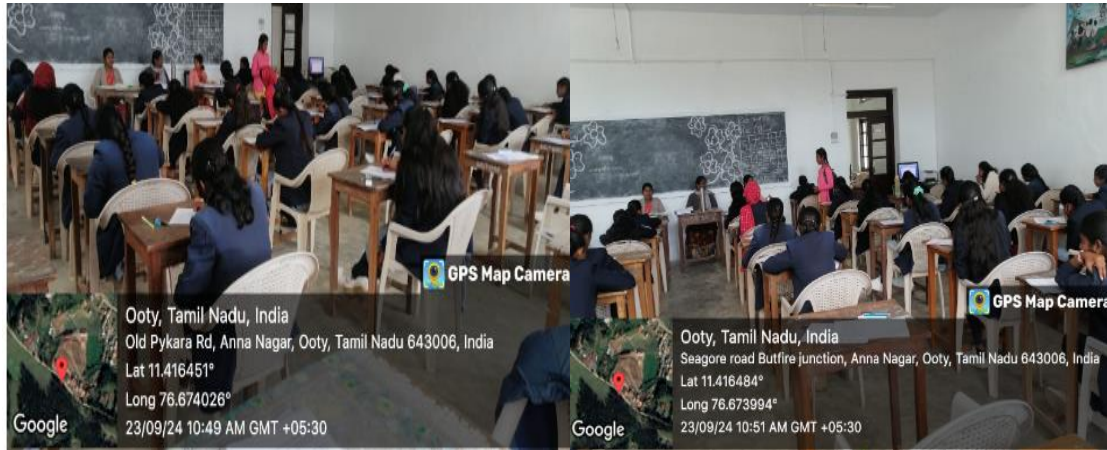 GPS Map Camera
Ooty, Tamil Nadu, India
Old Pykara Rd, Anna Nagar, Ooty, Tamil Nadu 643006, India
Lat 11.416451°
Long 76.674026°
23/09/24 10:49 AM GMT +05:30
Google
GPS Map Camera
Ooty, Tamil Nadu, India
Seagore road Butfire junction, Anna Nagar, Ooty, Tamil Nadu 643006, India
Lat 11.416484°
Long 76.673994°
23/09/24 10:51 AM GMT +05:30
Google